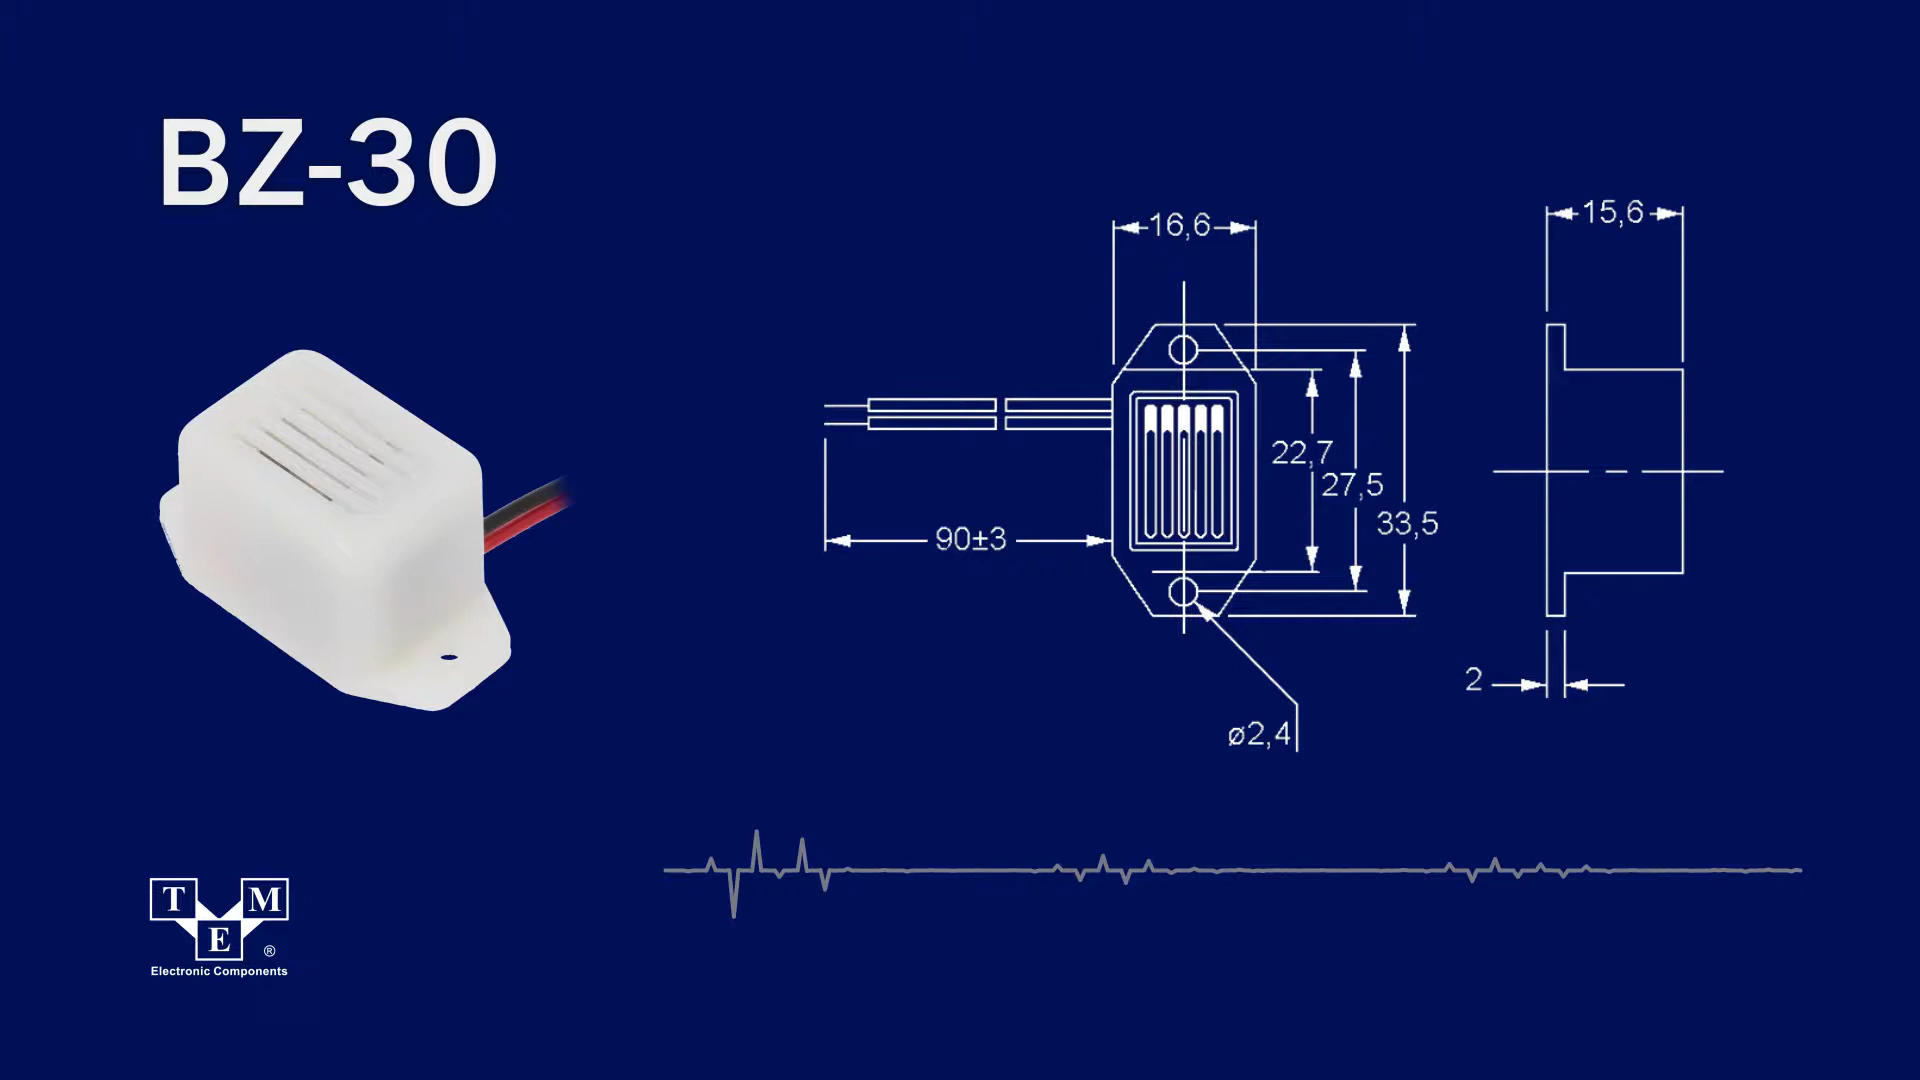 BZ-30
16,6
15,6
22,7
27,5
33,5
90±3
2
ø2,4
T M
E ®
Electronic Components